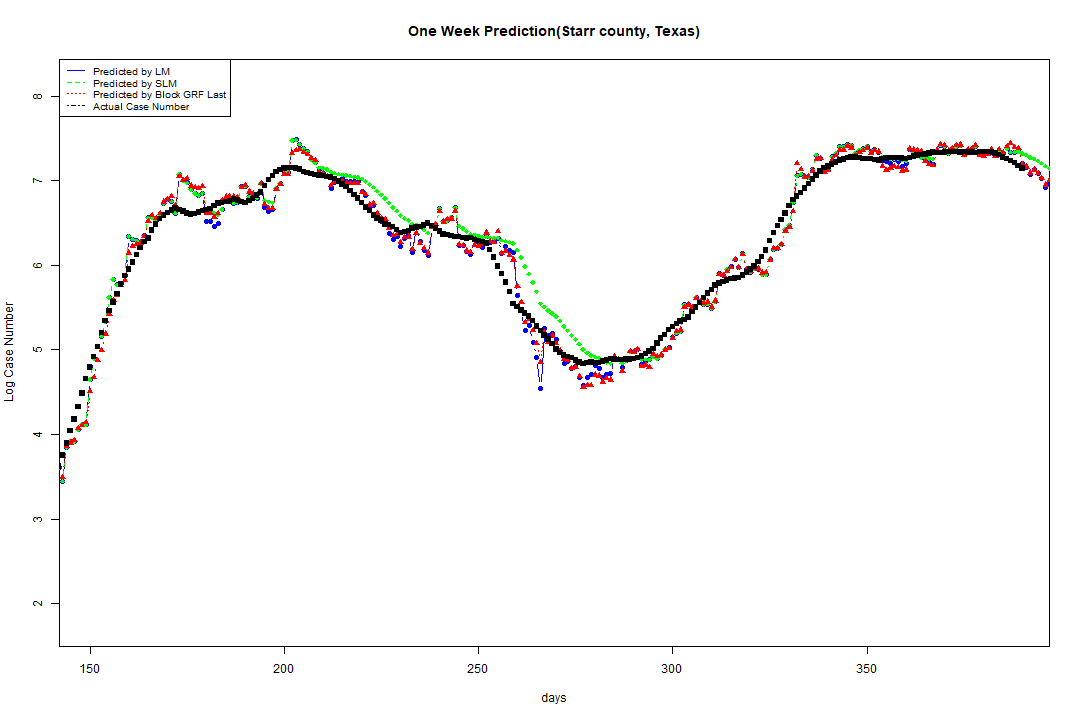 One Week Prediction(Starr county, Texas)
Predicted by LM
Predicted by SLM
Predicted by Block GRF Last
Actual Case Number
8
7
6
5
4
3
2
Log Case Number
150 200 250 300 350
days